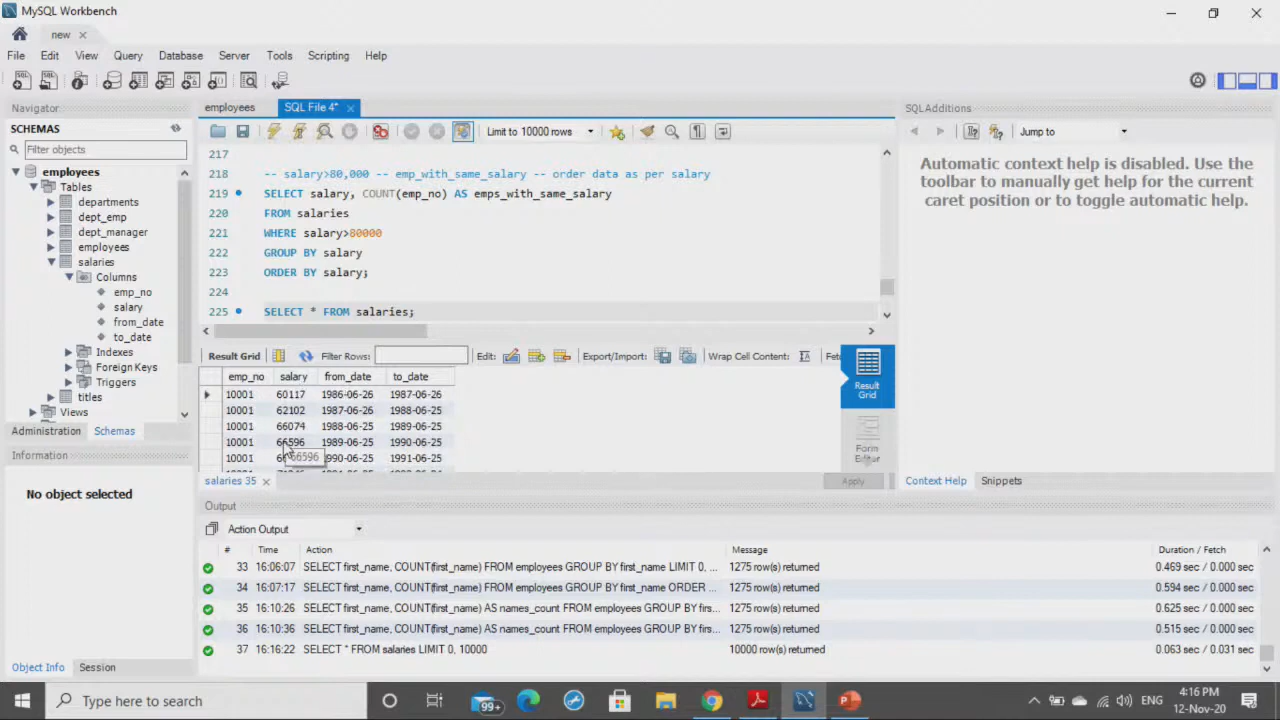 MySQL Workbench
new
File Edit View Query Database Server Tools Scripting Help
Navigator
SCHEMAS
Filter objects
employees
Tables
departments
dept_emp
dept_manager
employees
salaries
Columns
emp_no
salary
from_date
to_date
Indexes
Foreign Keys
Triggers
titles
Views
Administration Schemas
Information
No object selected
Object Info Session
employees SQL File 4*
Limit to 10000 rows
217
218 -- salary>80,000 -- emp_with_same_salary -- order data as per salary
219 SELECT salary, COUNT(emp_no) AS emps_with_same_salary
220 FROM salaries
221 WHERE salary>80000
222 GROUP BY salary
223 ORDER BY salary;
224
225 SELECT * FROM salaries;
Result Grid Filter Rows: Edit: Export/Import: Wrap Cell Content:
emp_no salary from_date to_date
10001 60117 1986-06-26 1987-06-26
10001 62102 1987-06-26 1988-06-25
10001 66074 1988-06-25 1989-06-25
10001 66596 1989-06-25 1990-06-25
66596
10001 1990-06-25 1991-06-25
Result Grid
Form Editor
salaries 35
Apply
SQLAdditions
Jump to
Automatic context help is disabled. Use the
toolbar to manually get help for the current
caret position or to toggle automatic help.
Context Help Snippets
Output
Action Output
# Time Action Message Duration / Fetch
33 16:06:07 SELECT first_name, COUNT(first_name) FROM employees GROUP BY first_name LIMIT 0, ... 1275 row(s) returned 0.469 sec / 0.000 sec
34 16:07:17 SELECT first_name, COUNT(first_name) FROM employees GROUP BY first_name ORDER ... 1275 row(s) returned 0.594 sec / 0.000 sec
35 16:10:26 SELECT first_name, COUNT(first_name) AS names_count FROM employees GROUP BY firs... 1275 row(s) returned 0.625 sec / 0.000 sec
36 16:10:36 SELECT first_name, COUNT(first_name) AS names_count FROM employees GROUP BY firs... 1275 row(s) returned 0.515 sec / 0.000 sec
37 16:16:22 SELECT * FROM salaries LIMIT 0, 10000 10000 row(s) returned 0.063 sec / 0.031 sec
Type here to search
99+
ENG
4:16 PM
12-Nov-20